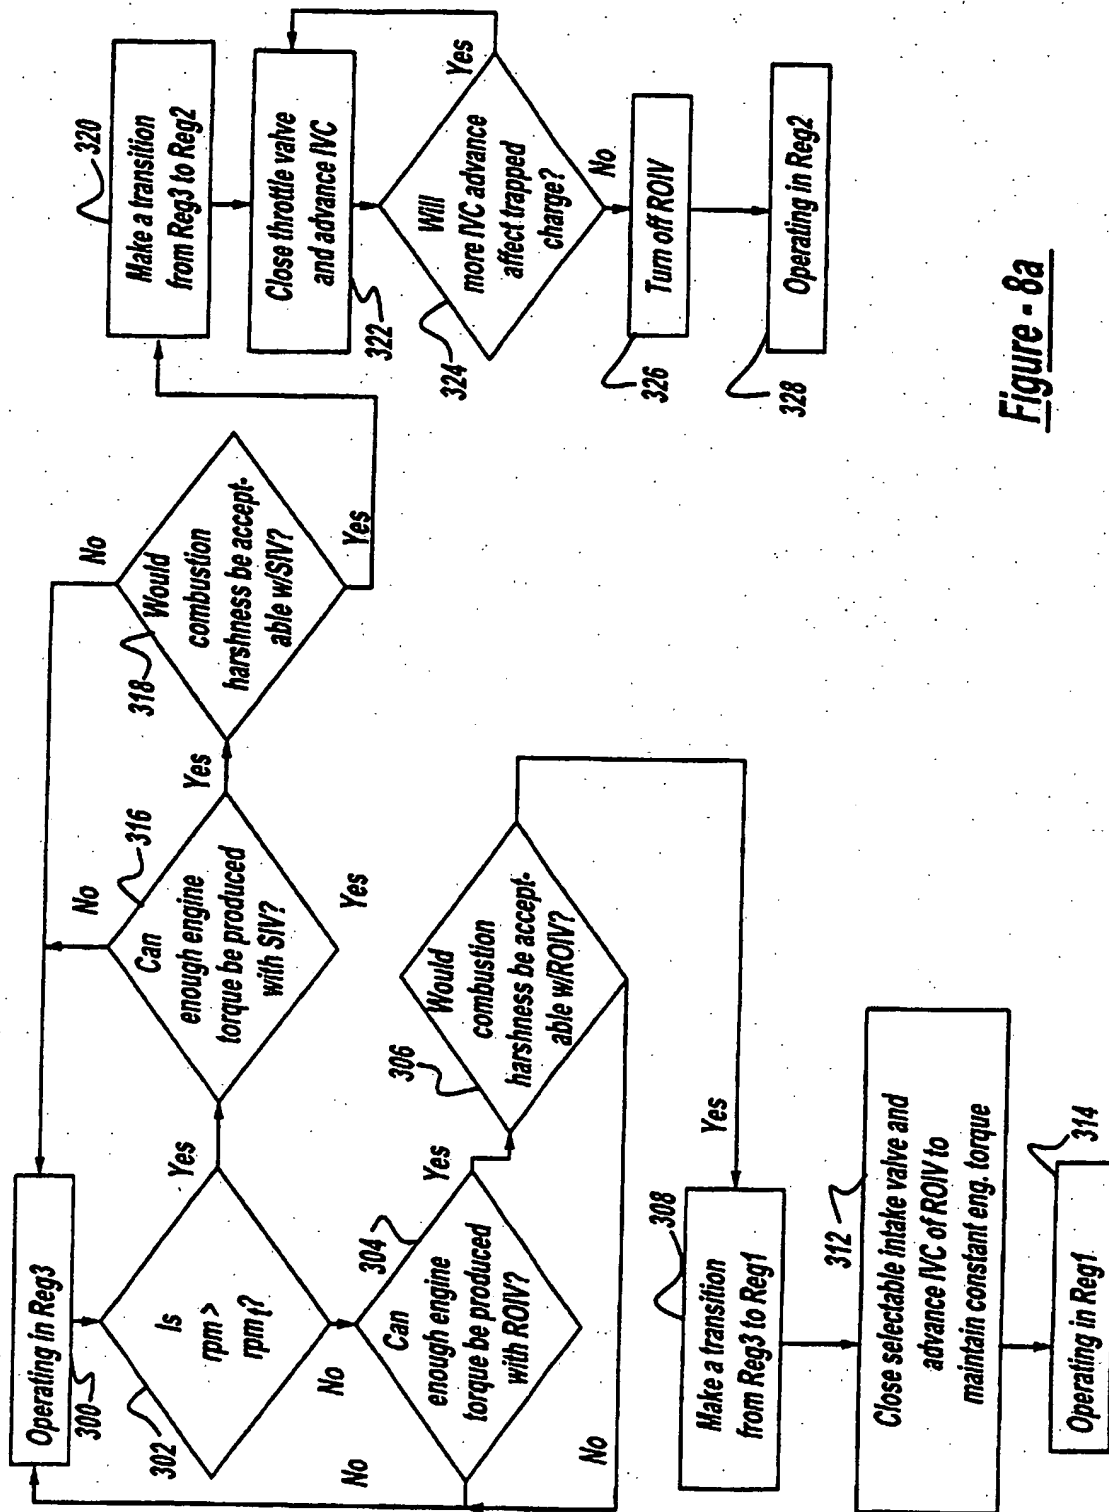 Operating in Reg3
300
Is
rpm >
rpm t?
302
Yes
No
Can
enough engine
torque be produced
with ROIV?
304
Yes
No
Would
combustion
harshness be accept-
able w/ROIV?
306
No
Yes
Make a transition
from Reg3 to Reg1
308
Close selectable intake valve and
advance IVC of ROIV to
maintain constant eng. torque
312
Operating in Reg1
314
Can
enough engine
torque be produced
with SIV?
316
No
Yes
Yes
Would
combustion
harshness be accept-
able w/SIV?
318
No
Yes
Make a transition
from Reg3 to Reg2
320
Close throttle valve
and advance IVC
322
Will
more IVC advance
affect trapped
charge?
324
Yes
No
Turn off ROIV
326
Operating in Reg2
328
Figure - 8a